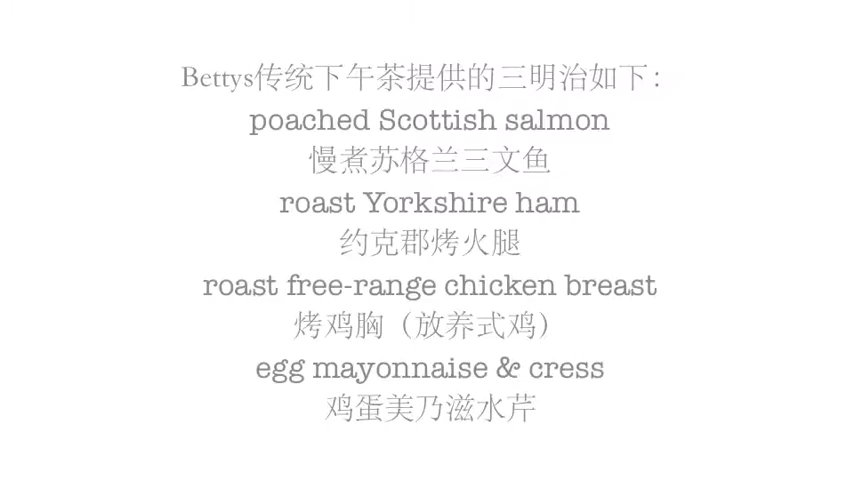 Bettys传统下午茶提供的三明治如下：
poached Scottish salmon
慢煮苏格兰三文鱼
roast Yorkshire ham
约克郡烤火腿
roast free-range chicken breast
烤鸡胸（放养式鸡）
egg mayonnaise & cress
鸡蛋美乃滋水芹